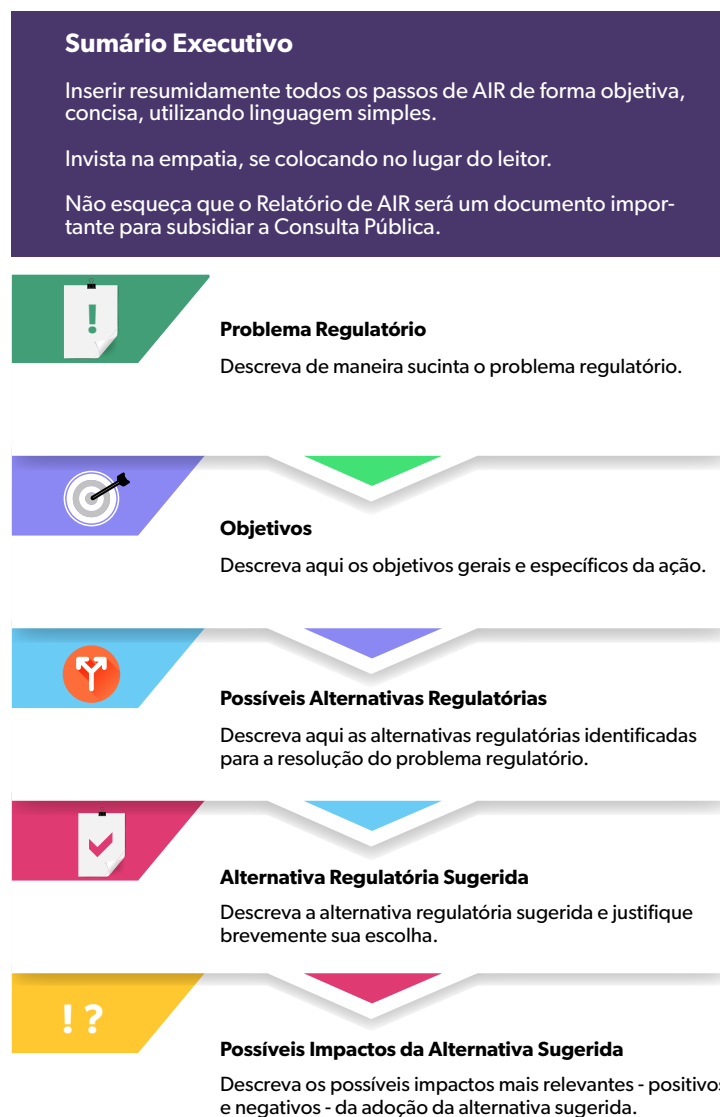 Sumário Executivo
Inserir resumidamente todos os passos de AIR de forma objetiva,
concisa, utilizando linguagem simples.
Invista na empatia, se colocando no lugar do leitor.
Não esqueça que o Relatório de AIR será um documento impor-
tante para subsidiar a Consulta Pública.
!
Problema Regulatório
Descreva de maneira sucinta o problema regulatório.
Objetivos
Descreva aqui os objetivos gerais e específicos da ação.
Possíveis Alternativas Regulatórias
Descreva aqui as alternativas regulatórias identificadas
para a resolução do problema regulatório.
Alternativa Regulatória Sugerida
Descreva a alternativa regulatória sugerida e justifique
brevemente sua escolha.
! ?
Possíveis Impactos da Alternativa Sugerida
Descreva os possíveis impactos mais relevantes - positivos
e negativos - da adoção da alternativa sugerida.